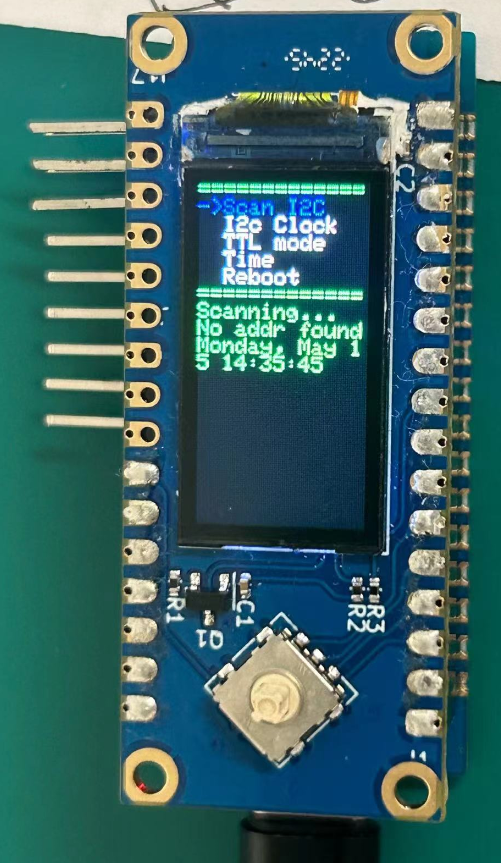 ==============
->Scan I2C
I2c Clock
TTL mode
Time
Reboot
==============
Scanning...
No addr found
Monday, May 1
5 14:35:45
C2
R1
Q1
C1
R2
R3